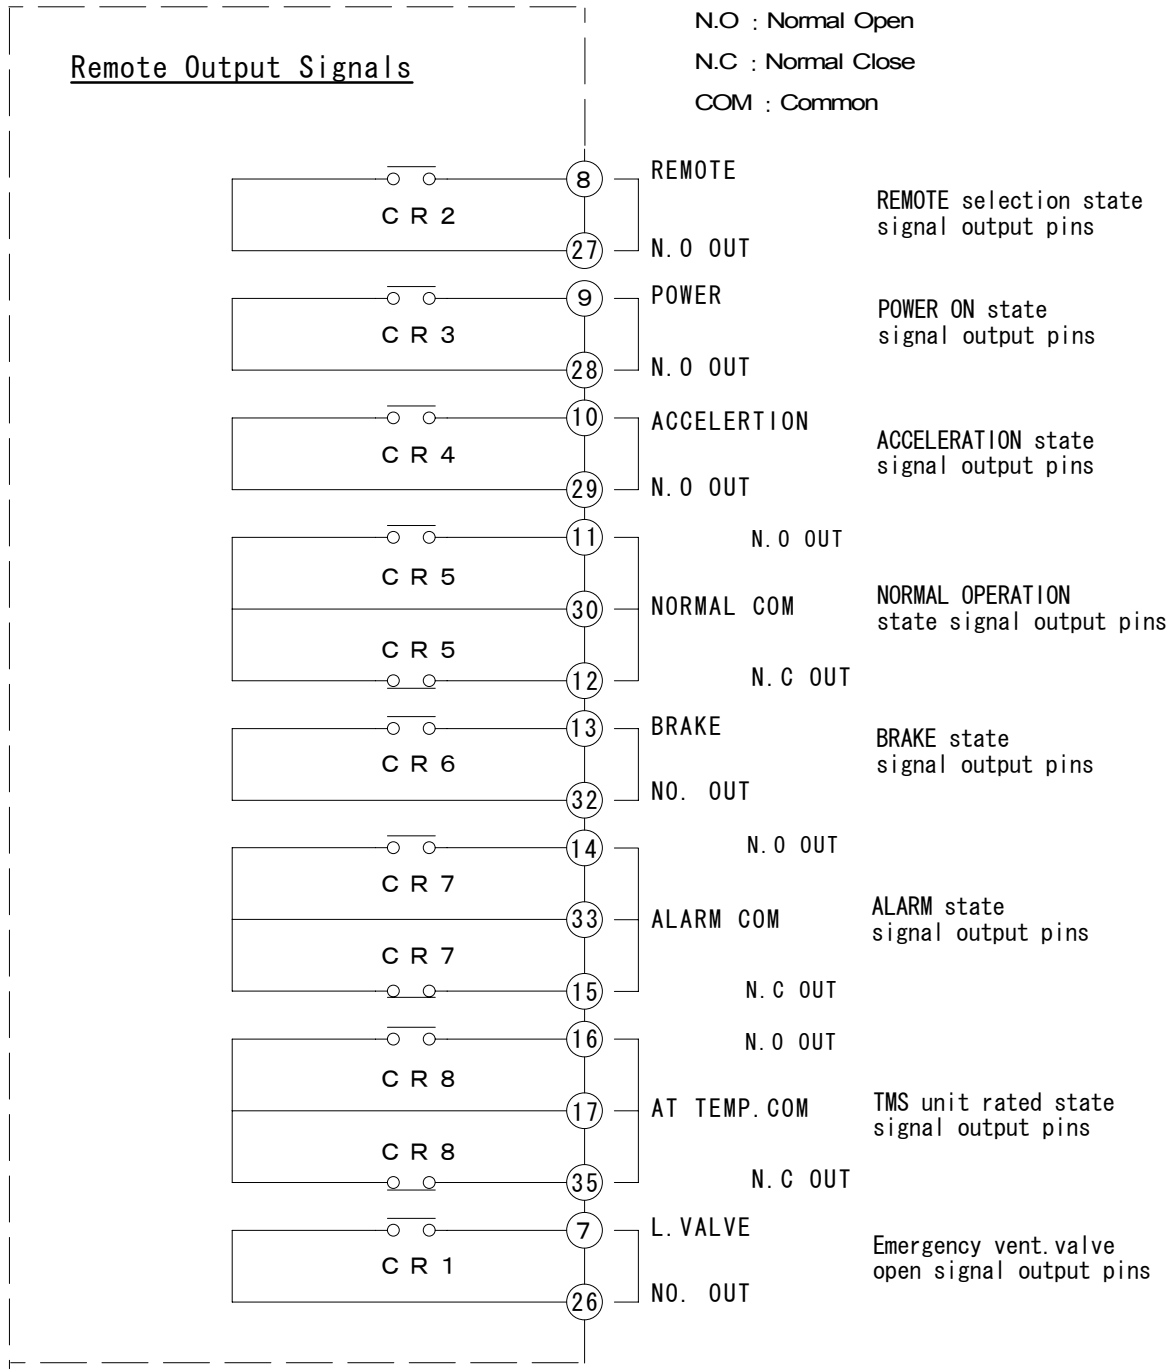 N.O : Normal Open
Remote Output Signals
N.C : Normal Close
COM : Common
8 REMOTE
REMOTE selection state
signal output pins
CR2
27 N.O OUT
9 POWER
POWER ON state
signal output pins
CR3
28 N.O OUT
10 ACCELERTION
ACCELERATION state
signal output pins
CR4
29 N.O OUT
11 N.O OUT
CR5
30 NORMAL COM
NORMAL OPERATION
state signal output pins
CR5
12 N.C OUT
13 BRAKE
BRAKE state
signal output pins
CR6
32 NO. OUT
14 N.O OUT
CR7
33 ALARM COM
ALARM state
signal output pins
CR7
15 N.C OUT
16 N.O OUT
CR8
17 AT TEMP.COM
TMS unit rated state
signal output pins
CR8
35 N.C OUT
7 L.VALVE
Emergency vent.valve
open signal output pins
CR1
26 NO. OUT